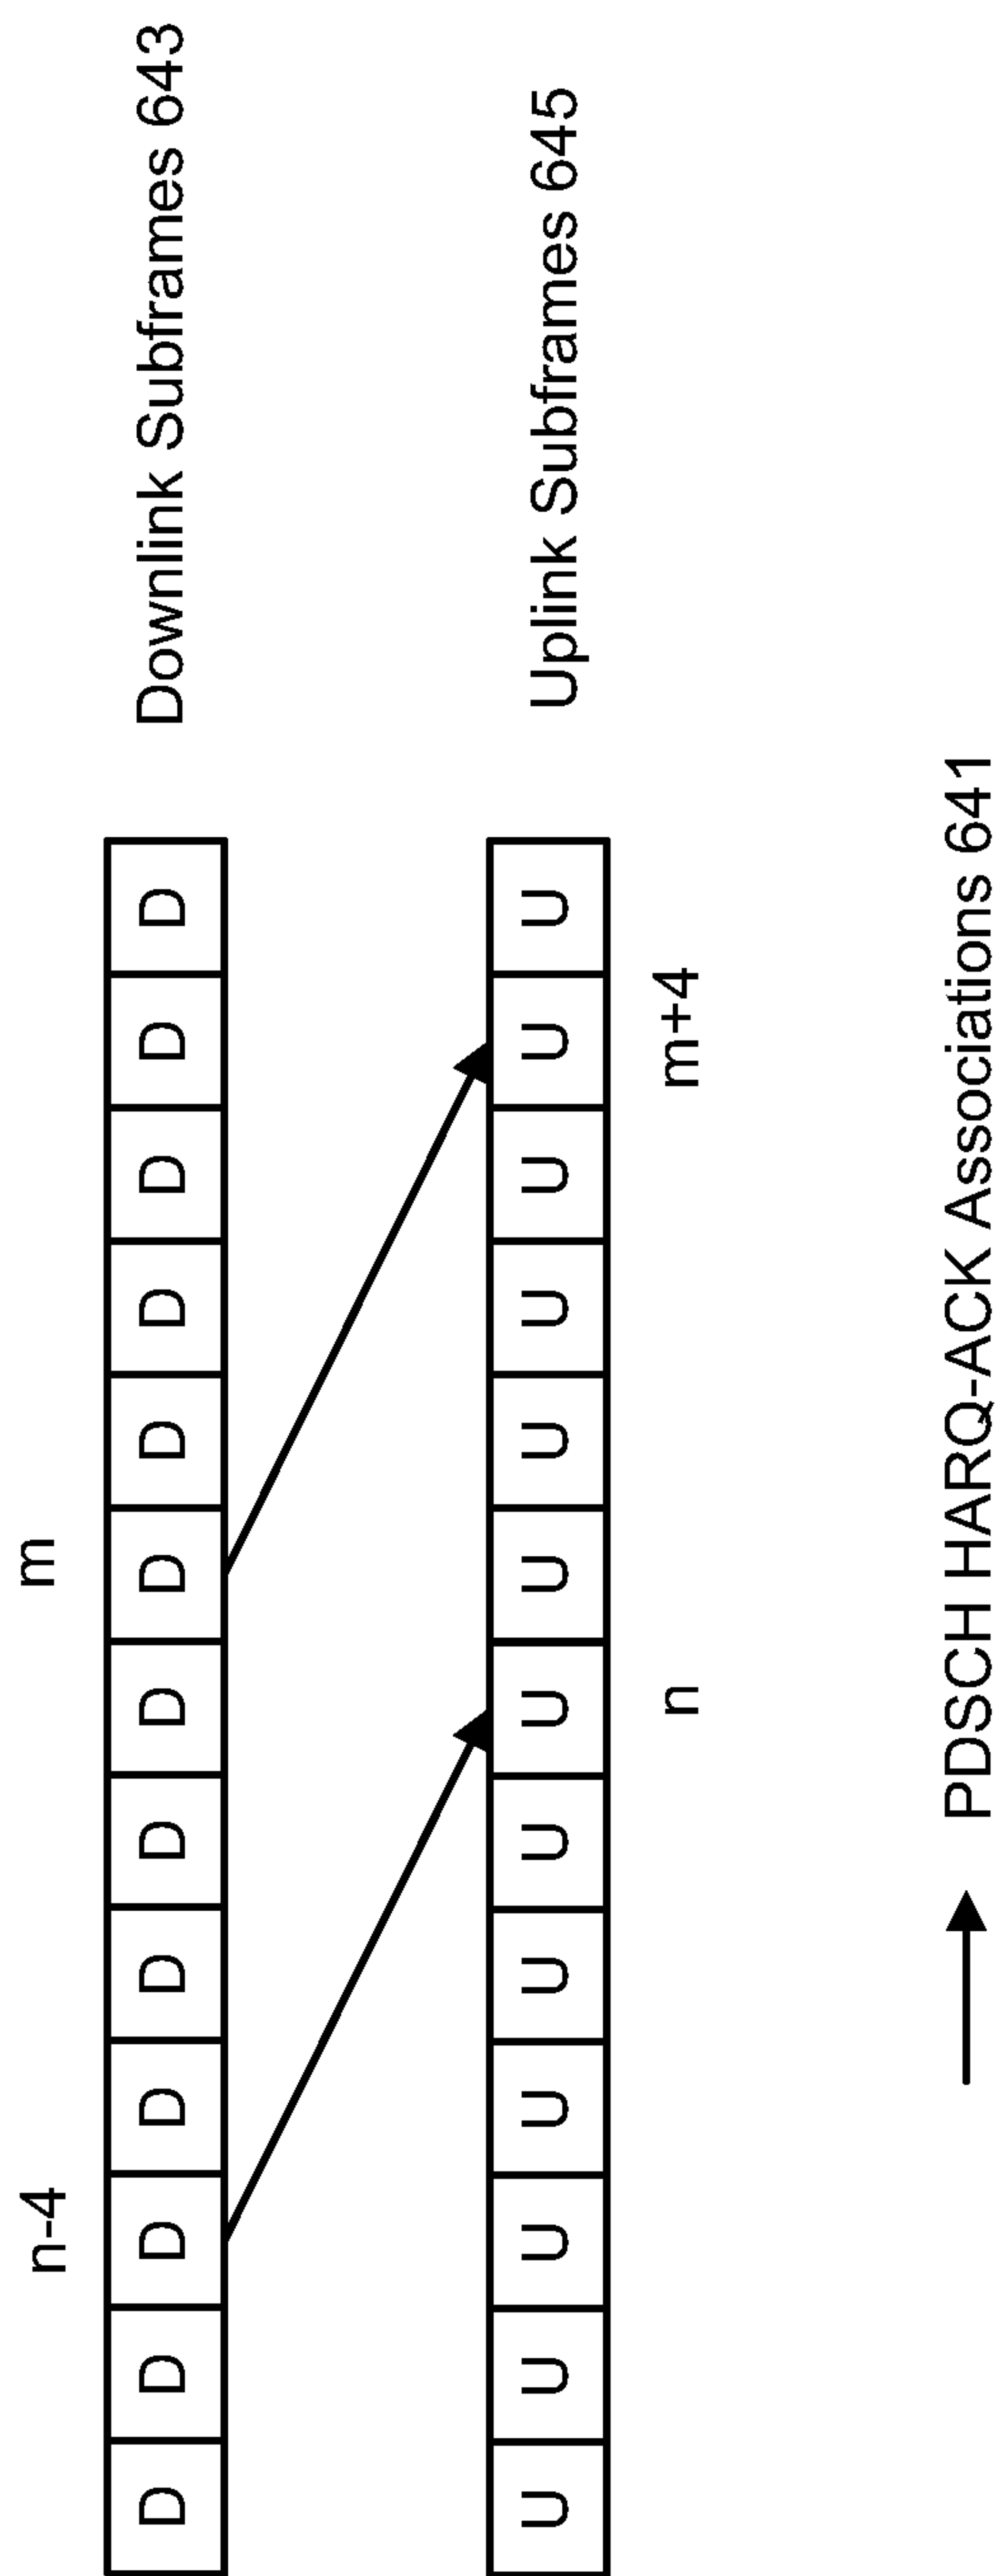 n-4 m
D D D D D D D D D D D D D Downlink Subframes 643
U U U U U U U U U U U U U Uplink Subframes 645
n m+4
PDSCH HARQ-ACK Associations 641